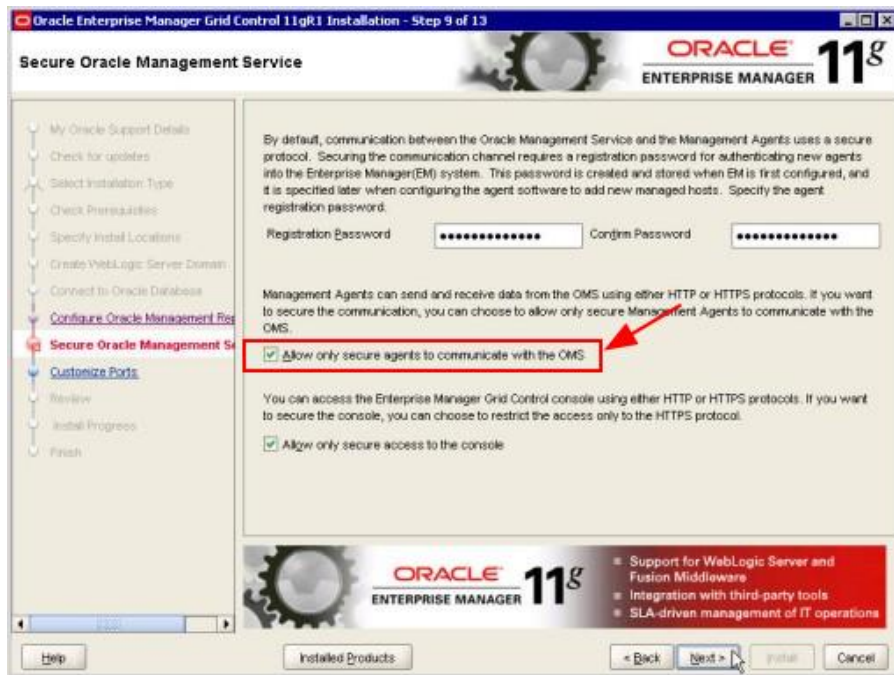 Oracle Enterprise Manager Grid Control 11gR1 Installation - Step 9 of 13
Secure Oracle Management Service
ORACLE
ENTERPRISE MANAGER 11g
My Oracle Support Details
Check for updates
Select Installation Type
Check Prerequisites
Specify Install Locations
Create WebLogic Server Domain
Connect to Oracle Database
Configure Oracle Management Rep
Secure Oracle Management Se
Customize Ports
Review
Install Progress
Finish
By default, communication between the Oracle Management Service and the Management Agents uses a secure
protocol. Securing the communication channel requires a registration password for authenticating new agents
into the Enterprise Manager(EM) system. This password is created and stored when EM is first configured, and
it is specified later when configuring the agent software to add new managed hosts. Specify the agent
registration password.
Registration Password
Confirm Password
Management Agents can send and receive data from the OMS using either HTTP or HTTPS protocols. If you want
to secure the communication, you can choose to allow only secure Management Agents to communicate with the
OMS.
Allow only secure agents to communicate with the OMS
You can access the Enterprise Manager Grid Control console using either HTTP or HTTPS protocols. If you want
to secure the console, you can choose to restrict the access only to the HTTPS protocol.
Allow only secure access to the console
ORACLE
ENTERPRISE MANAGER 11g
Support for WebLogic Server and
Fusion Middleware
Integration with third-party tools
SLA-driven management of IT operations
Help
Installed Products
< Back
Next >
Install
Cancel